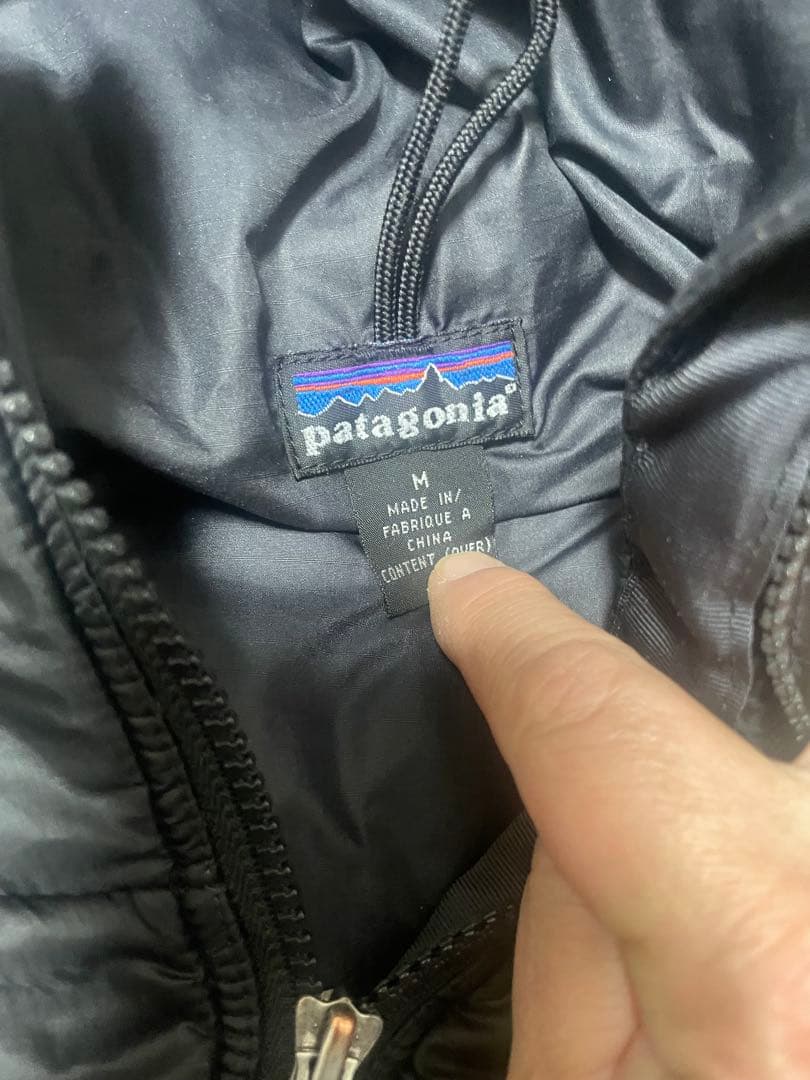 patagonia®
M
MADE IN/
FABRIQUE A
CHINA
CONTENT (OVER)